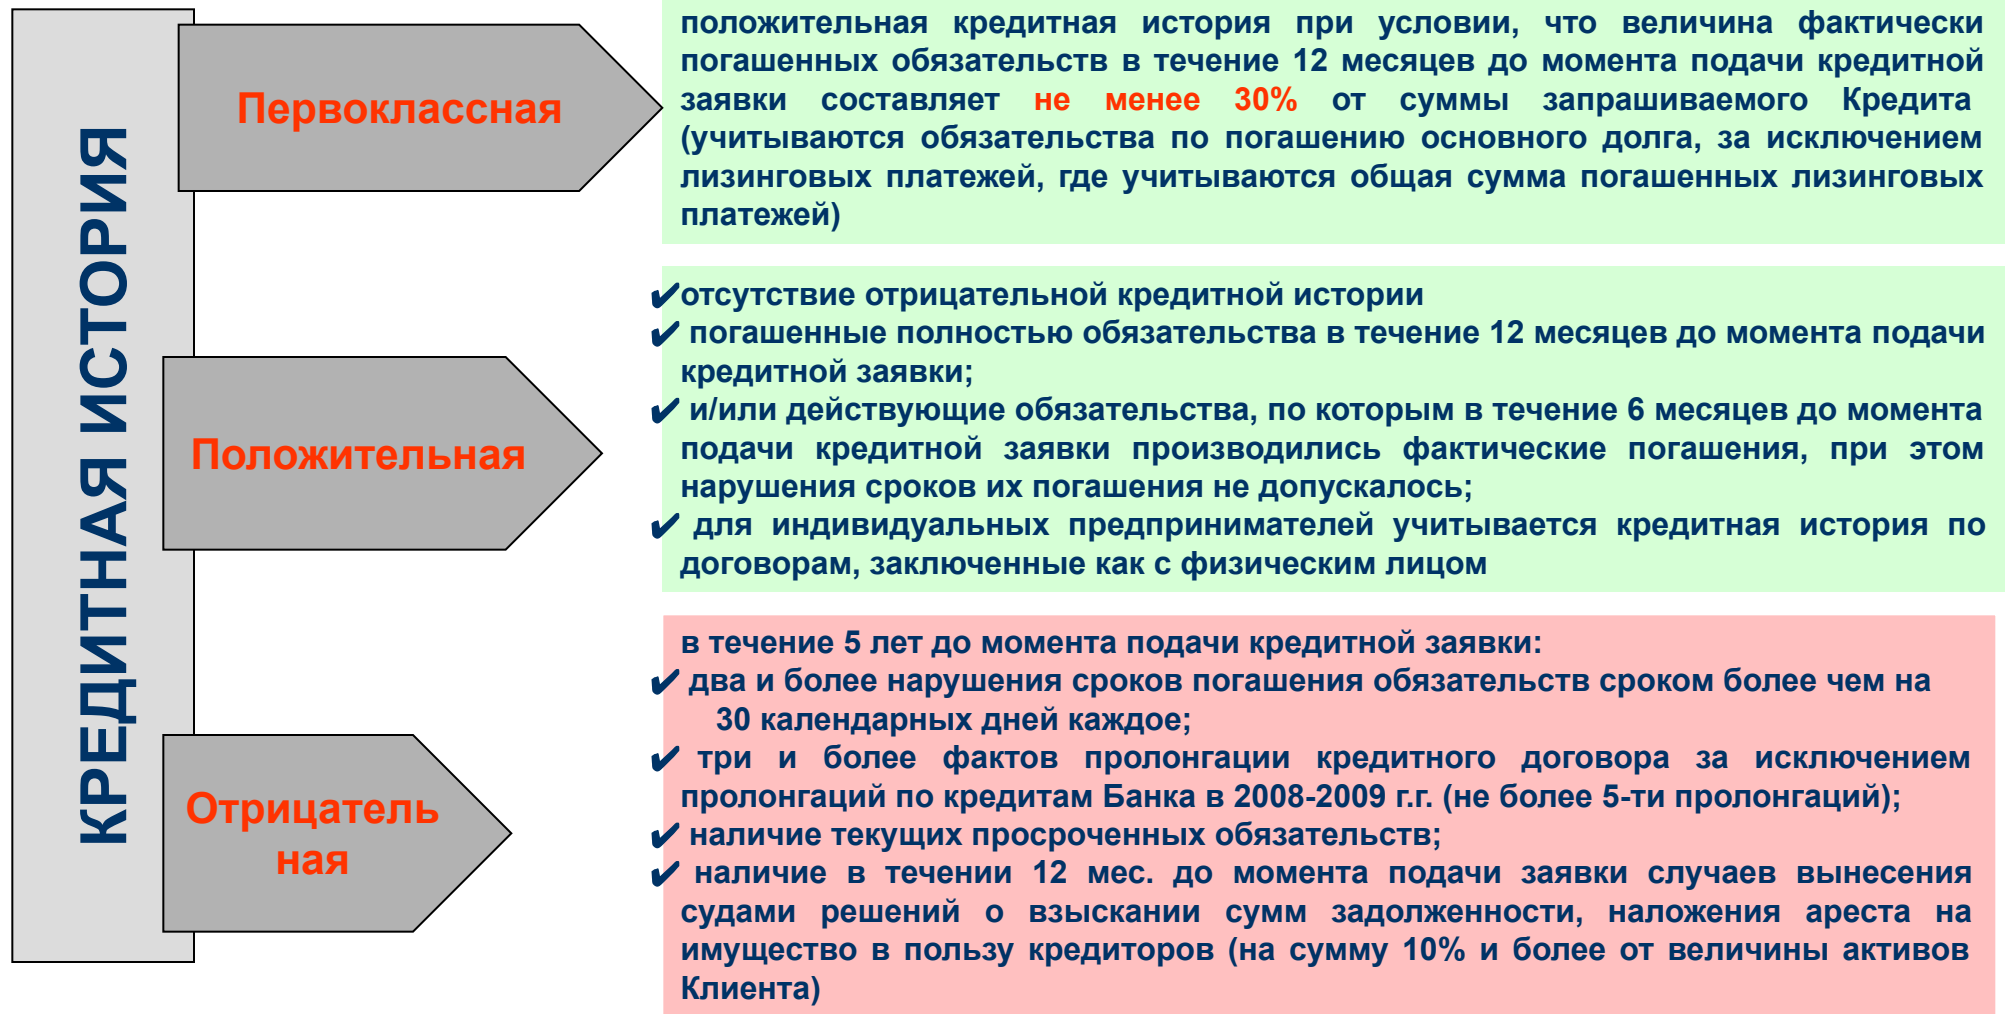 КРЕДИТНАЯ ИСТОРИЯ
Первоклассная
положительная кредитная история при условии, что величина фактически
погашенных обязательств в течение 12 месяцев до момента подачи кредитной
заявки составляет не менее 30% от суммы запрашиваемого Кредита
(учитываются обязательства по погашению основного долга, за исключением
лизинговых платежей, где учитываются общая сумма погашенных лизинговых
платежей)
Положительная
✔отсутствие отрицательной кредитной истории
✔ погашенные полностью обязательства в течение 12 месяцев до момента подачи
кредитной заявки;
✔ и/или действующие обязательства, по которым в течение 6 месяцев до момента
подачи кредитной заявки производились фактические погашения, при этом
нарушения сроков их погашения не допускалось;
✔ для индивидуальных предпринимателей учитывается кредитная история по
договорам, заключенные как с физическим лицом
Отрицатель
ная
в течение 5 лет до момента подачи кредитной заявки:
✔ два и более нарушения сроков погашения обязательств сроком более чем на
30 календарных дней каждое;
✔ три и более фактов пролонгации кредитного договора за исключением
пролонгаций по кредитам Банка в 2008-2009 г.г. (не более 5-ти пролонгаций);
✔ наличие текущих просроченных обязательств;
✔ наличие в течении 12 мес. до момента подачи заявки случаев вынесения
судами решений о взыскании сумм задолженности, наложения ареста на
имущество в пользу кредиторов (на сумму 10% и более от величины активов
Клиента)